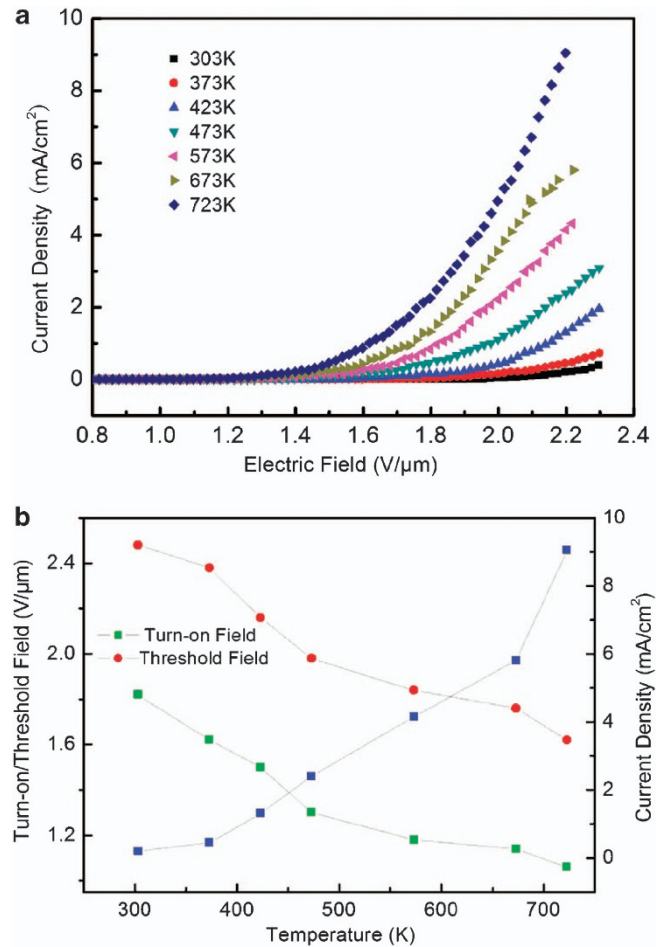 a
10
8
6
4
2
0
Current Density (mA/cm²)
303K
373K
423K
473K
573K
673K
723K
0.8 1.0 1.2 1.4 1.6 1.8 2.0 2.2 2.4
Electric Field (V/μm)
b
2.4
2.0
1.6
1.2
Turn-on/Threshold Field (V/μm)
Turn-on Field
Threshold Field
10
8
6
4
2
0
Current Density (mA/cm²)
300 400 500 600 700
Temperature (K)